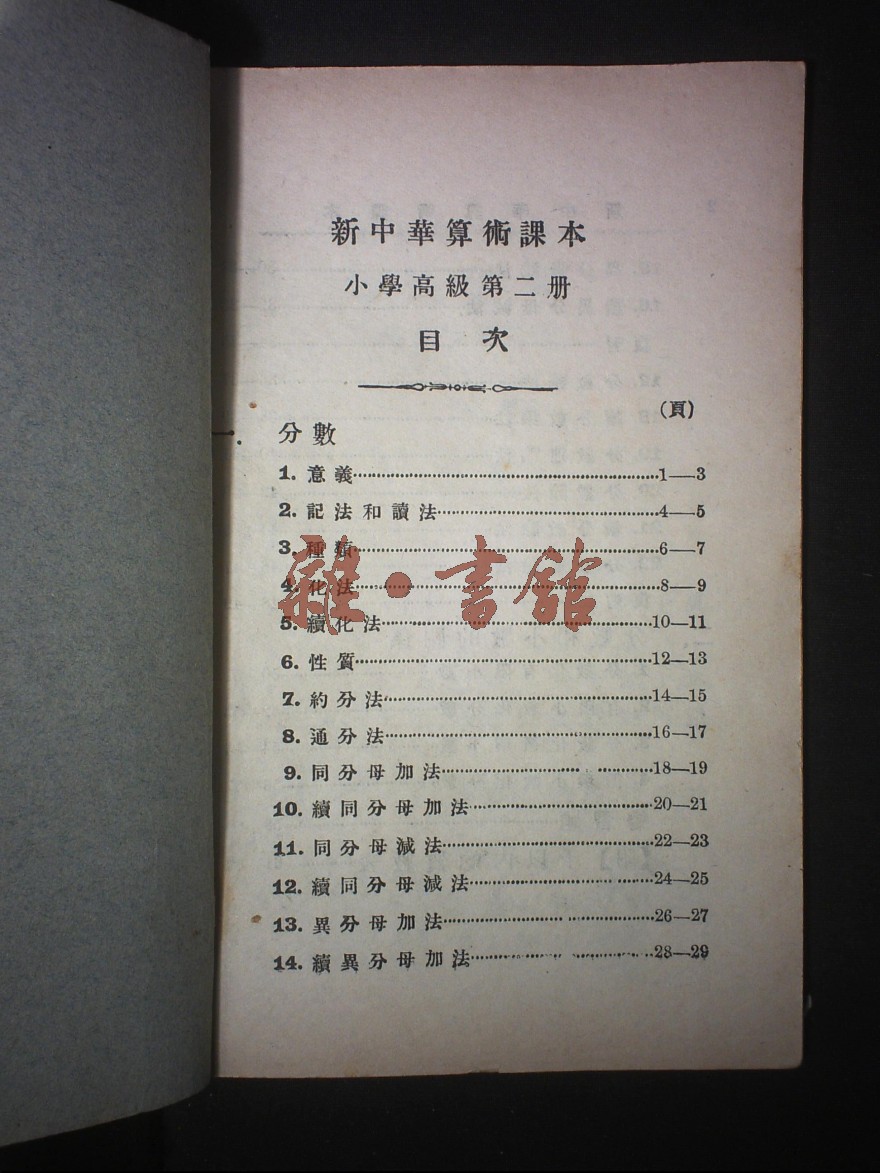 新中華算術課本
小學高級第二册
目次
(頁)
分數
1. 意義……1—3
2. 記法和讀法……4—5
3. 種類……6—7
4. 化法……8—9
5. 續化法……10—11
6. 性質……12—13
7. 約分法……14—15
8. 通分法……16—17
9. 同分母加法……18—19
10. 續同分母加法……20—21
11. 同分母減法……22—23
12. 續同分母減法……24—25
13. 異分母加法……26—27
14. 續異分母加法……28—29
雜·書館